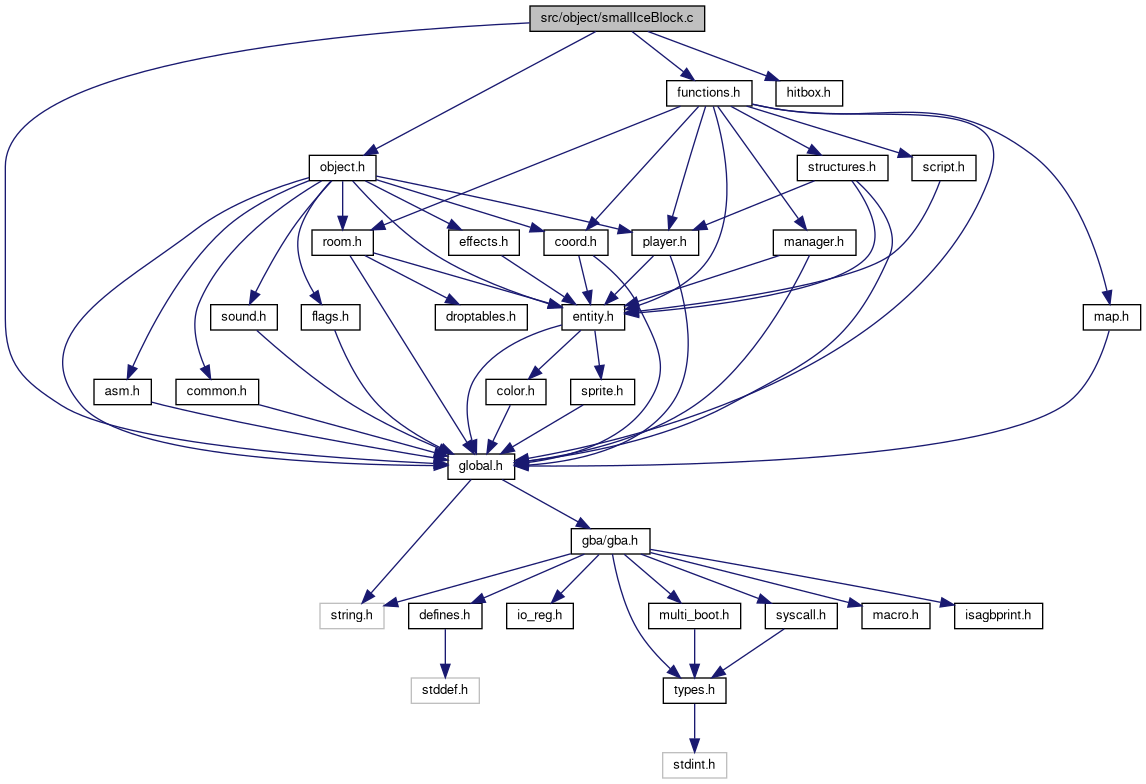 src/object/smallIceBlock.c
functions.h
hitbox.h
object.h
structures.h
script.h
room.h
effects.h
coord.h
player.h
manager.h
sound.h
flags.h
droptables.h
entity.h
map.h
asm.h
common.h
color.h
sprite.h
global.h
gba/gba.h
string.h
defines.h
io_reg.h
multi_boot.h
syscall.h
macro.h
isagbprint.h
stddef.h
types.h
stdint.h